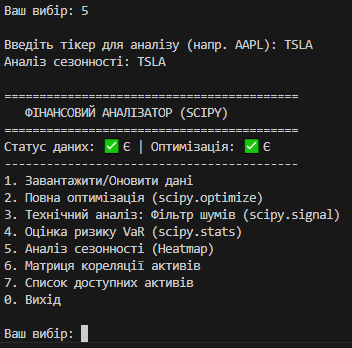 Ваш вибір: 5
Введіть тікер для аналізу (напр. AAPL): TSLA
Аналіз сезонності: TSLA
========================================
ФІНАНСОВИЙ АНАЛІЗАТОР (SCIPY)
========================================
Статус даних: ✅ Є | Оптимізація: ✅ Є
----------------------------------------
1. Завантажити/Оновити дані
2. Повна оптимізація (scipy.optimize)
3. Технічний аналіз: Фільтр шумів (scipy.signal)
4. Оцінка ризику VaR (scipy.stats)
5. Аналіз сезонності (Heatmap)
6. Матриця кореляції активів
7. Список доступних активів
0. Вихід
Ваш вибір: